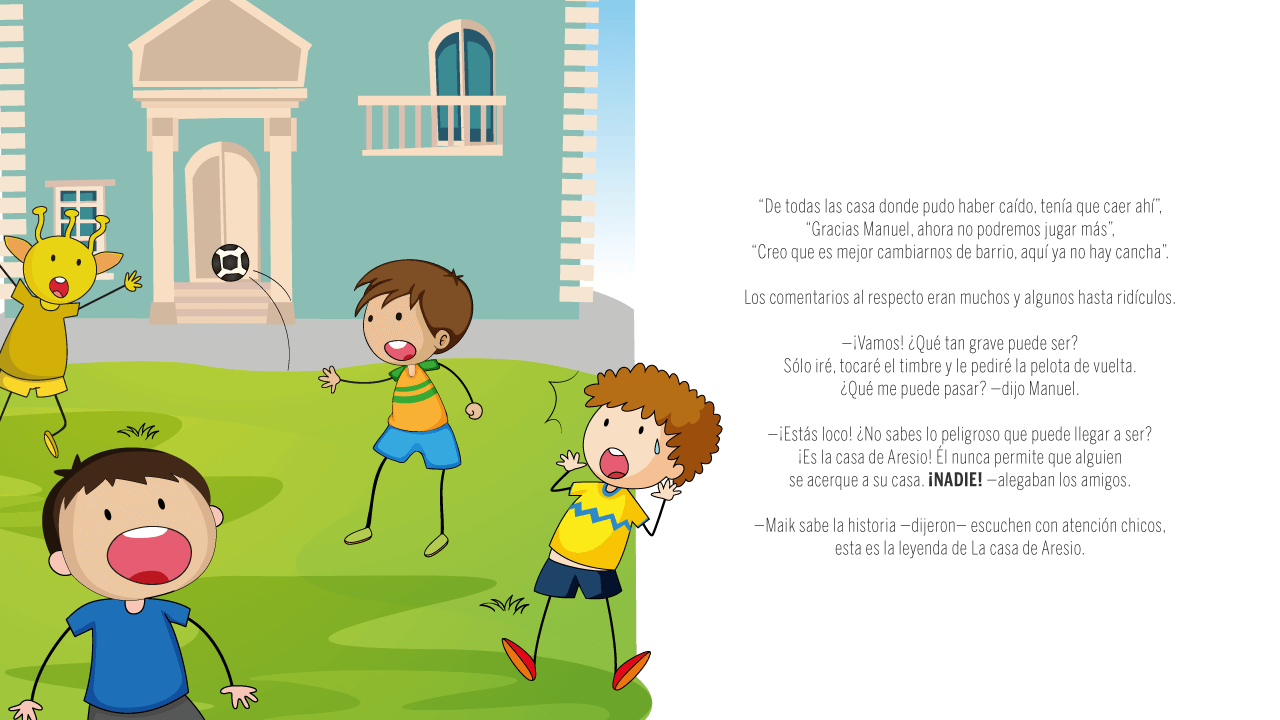 “De todas las casa donde pudo haber caído, tenía que caer ahí”,
“Gracias Manuel, ahora no podremos jugar más”,
“Creo que es mejor cambiarnos de barrio, aquí ya no hay cancha”.
Los comentarios al respecto eran muchos y algunos hasta ridículos.
–¡Vamos! ¿Qué tan grave puede ser?
Sólo iré, tocaré el timbre y le pediré la pelota de vuelta.
¿Qué me puede pasar? –dijo Manuel.
–¡Estás loco! ¿No sabes lo peligroso que puede llegar a ser?
¡Es la casa de Aresio! Él nunca permite que alguien
se acerque a su casa. ¡NADIE! –alegaban los amigos.
–Maik sabe la historia –dijeron– escuchen con atención chicos,
esta es la leyenda de La casa de Aresio.